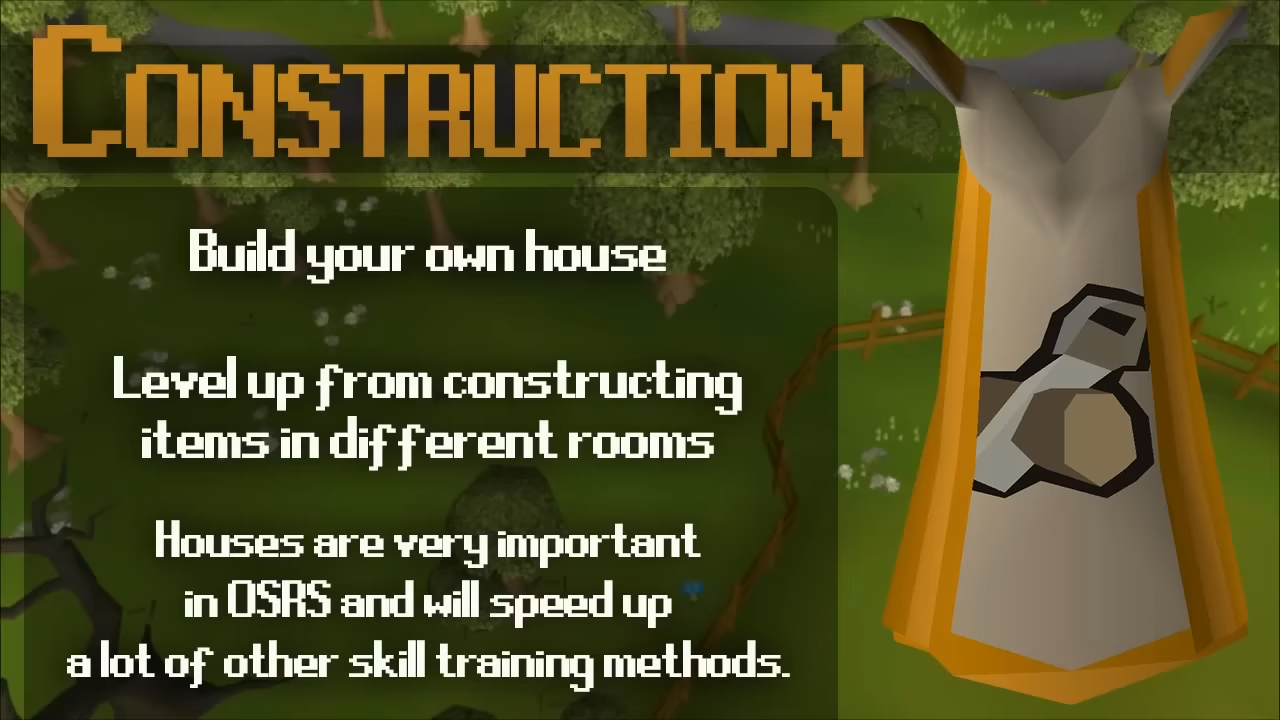 Construction
Build your own house
Level up from constructing
items in different rooms
Houses are very important
in OSRS and will speed up
a lot of other skill training methods.